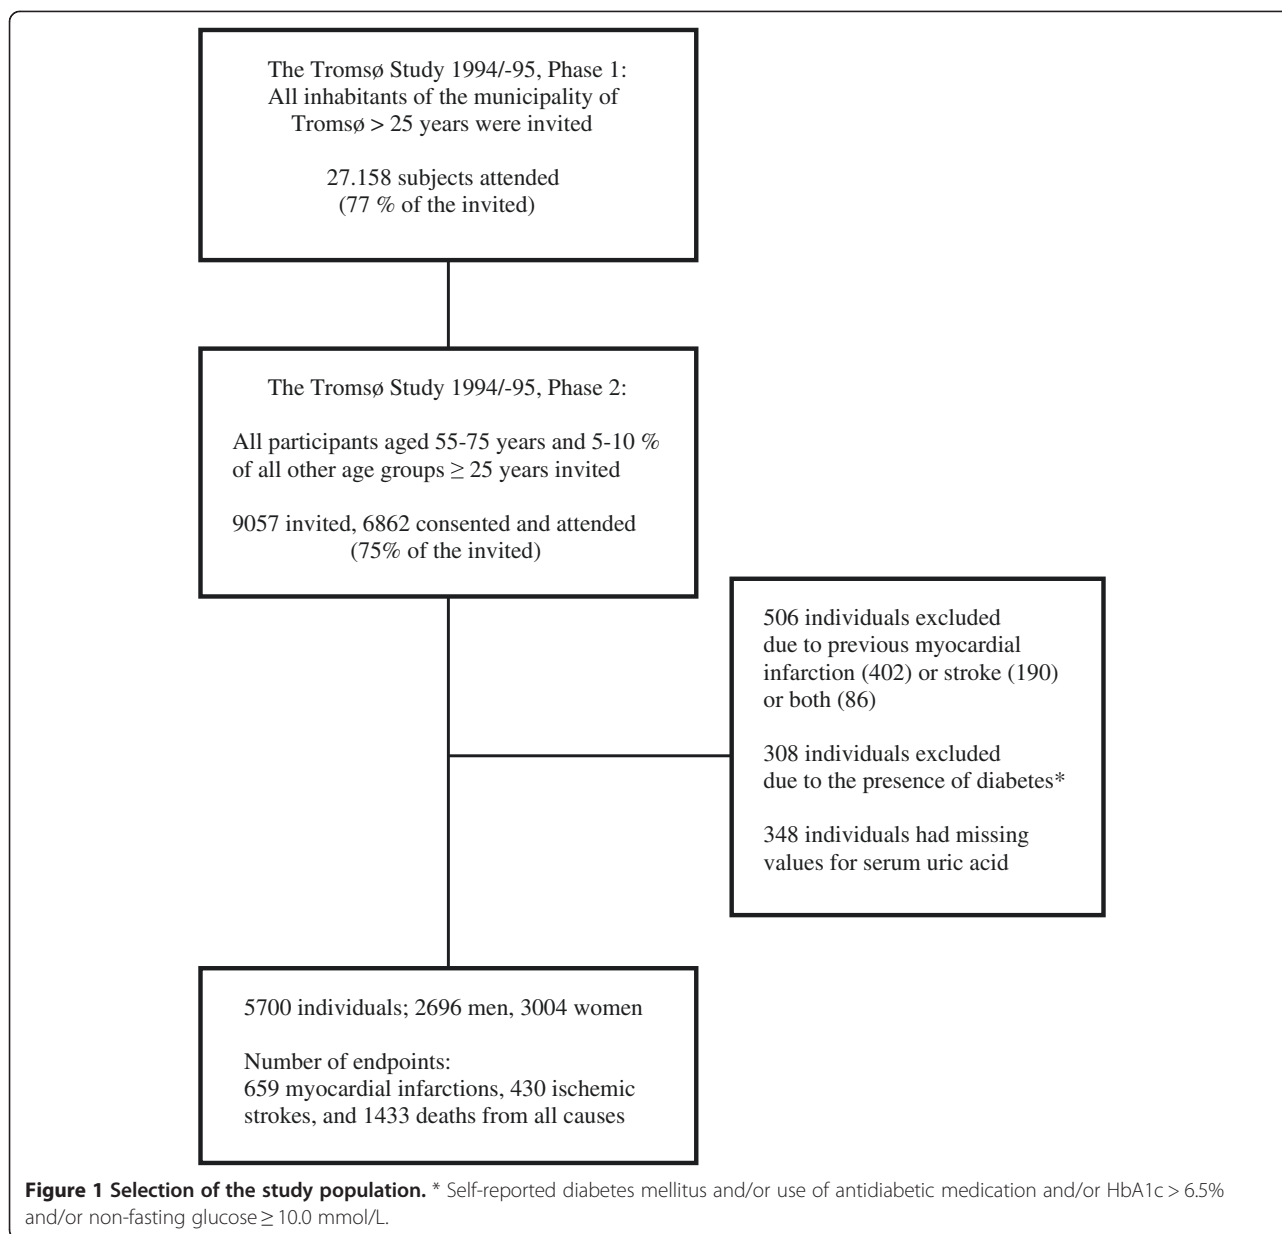 The Tromsø Study 1994/-95, Phase 1:
All inhabitants of the municipality of
Tromsø > 25 years were invited
27.158 subjects attended
(77 % of the invited)
The Tromsø Study 1994/-95, Phase 2:
All participants aged 55-75 years and 5-10 %
of all other age groups ≥ 25 years invited
9057 invited, 6862 consented and attended
(75% of the invited)
506 individuals excluded
due to previous myocardial
infarction (402) or stroke (190)
or both (86)
308 individuals excluded
due to the presence of diabetes*
348 individuals had missing
values for serum uric acid
5700 individuals; 2696 men, 3004 women
Number of endpoints:
659 myocardial infarctions, 430 ischemic
strokes, and 1433 deaths from all causes
Figure 1 Selection of the study population. * Self-reported diabetes mellitus and/or use of antidiabetic medication and/or HbA1c > 6.5%
and/or non-fasting glucose ≥ 10.0 mmol/L.